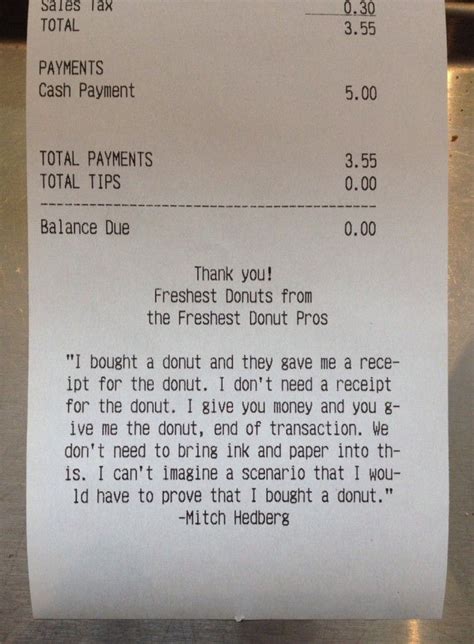 Sales Tax 0.30
TOTAL 3.55
PAYMENTS
Cash Payment 5.00
TOTAL PAYMENTS 3.55
TOTAL TIPS 0.00
Balance Due 0.00
Thank you!
Freshest Donuts from
the Freshest Donut Pros
"I bought a donut and they gave me a rece-
ipt for the donut. I don't need a receipt
for the donut. I give you money and you g-
ive me the donut, end of transaction. We
don't need to bring ink and paper into th-
is. I can't imagine a scenario that I wou-
ld have to prove that I bought a donut."
-Mitch Hedberg